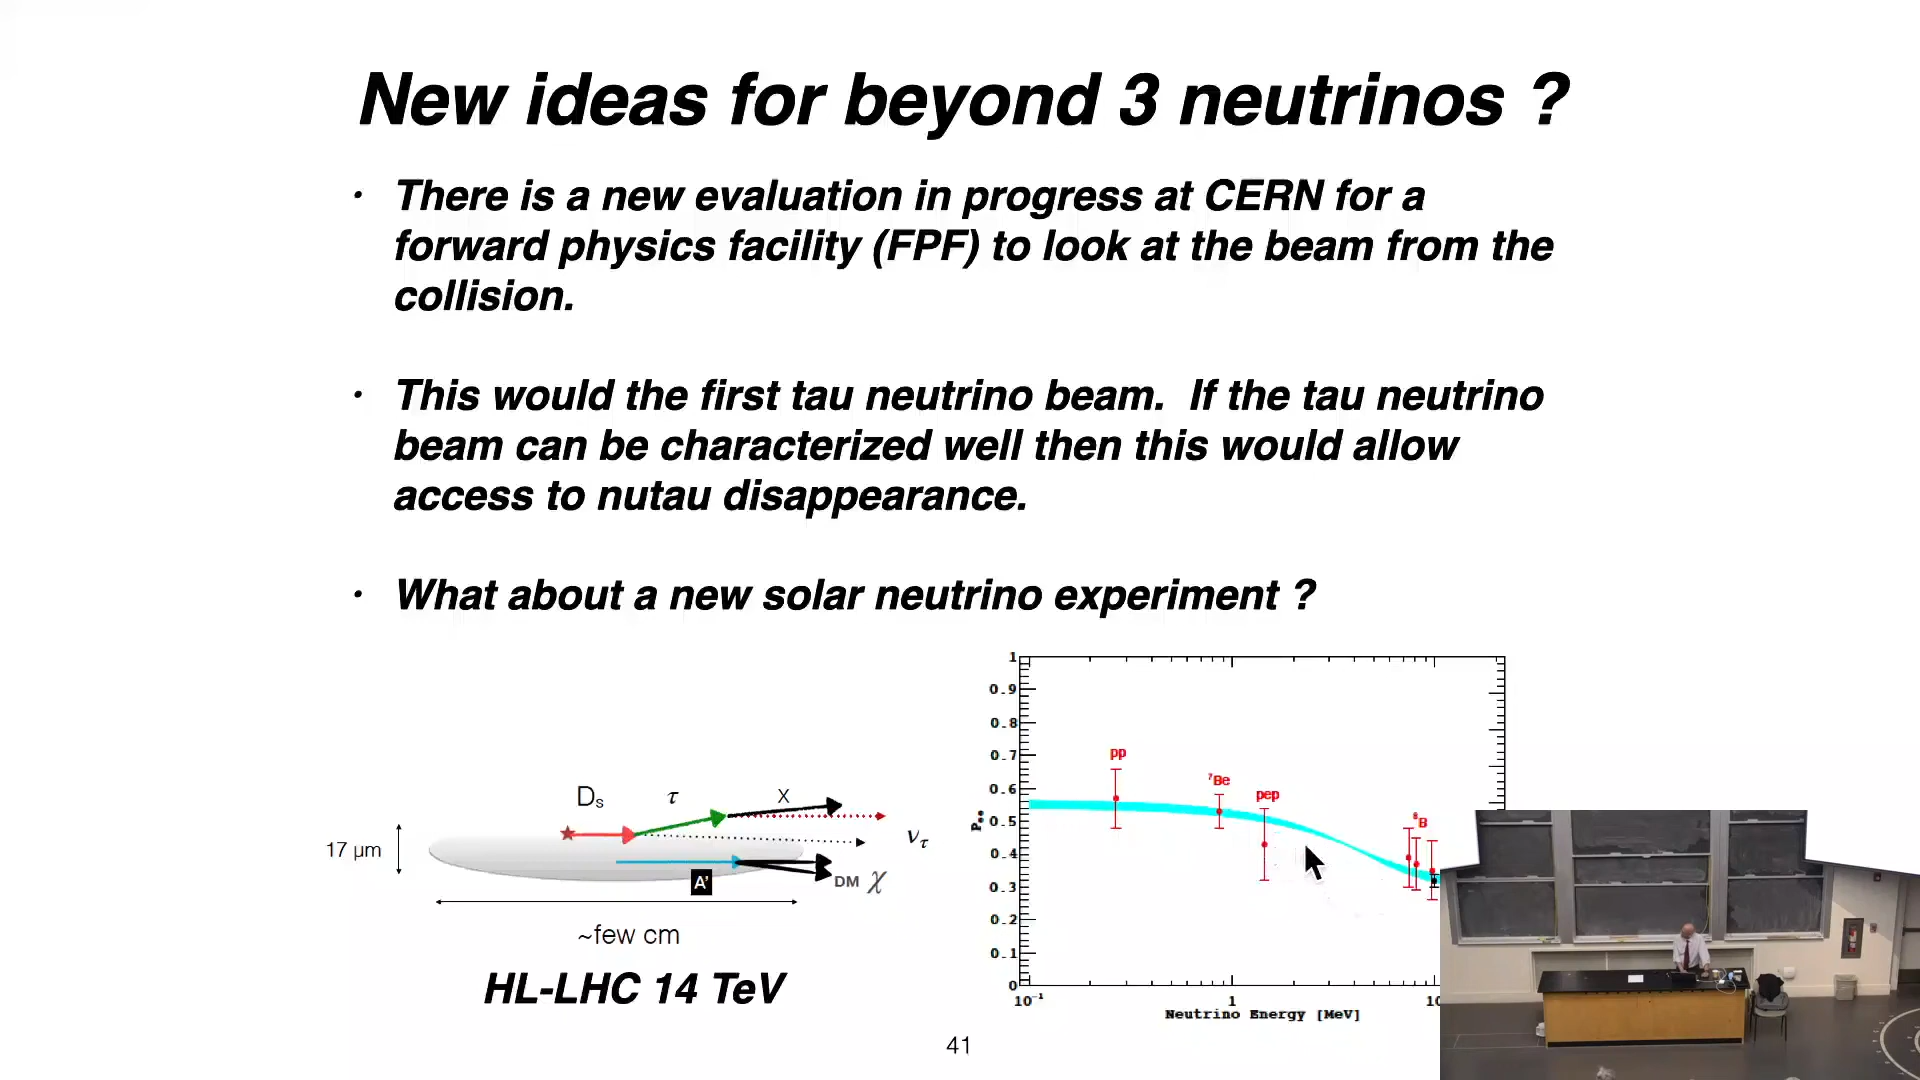 New ideas for beyond 3 neutrinos ?
• There is a new evaluation in progress at CERN for a
forward physics facility (FPF) to look at the beam from the
collision.
• This would the first tau neutrino beam. If the tau neutrino
beam can be characterized well then this would allow
access to nutau disappearance.
• What about a new solar neutrino experiment ?
Ds τ X
17 µm
ντ
A'
DM χ
~few cm
HL-LHC 14 TeV
1
0.9
0.8
0.7
0.6
0.5
0.4
0.3
0.2
0.1
0
Pee
pp
⁷Be
pep
⁸B
10⁻¹ 1 10
Neutrino Energy [MeV]
41